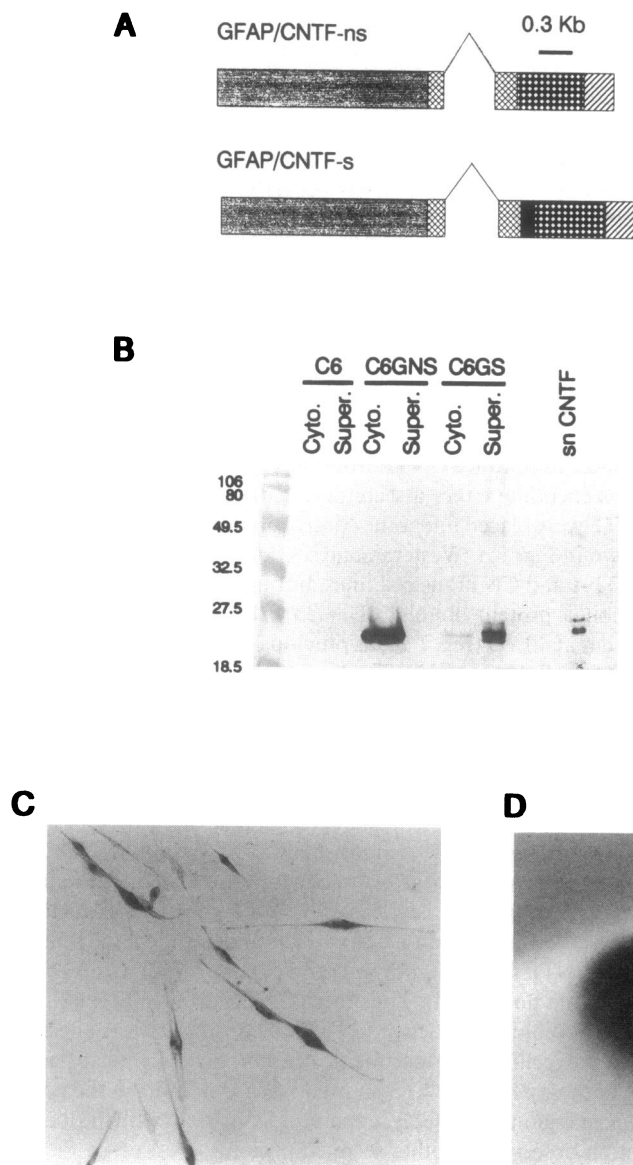 A
GFAP/CNTF-ns
0.3 Kb
GFAP/CNTF-s
B
C6 C6GNS C6GS
Cyto. Super. Cyto. Super. Cyto. Super. sn CNTF
106
80
49.5
32.5
27.5
18.5
C
D